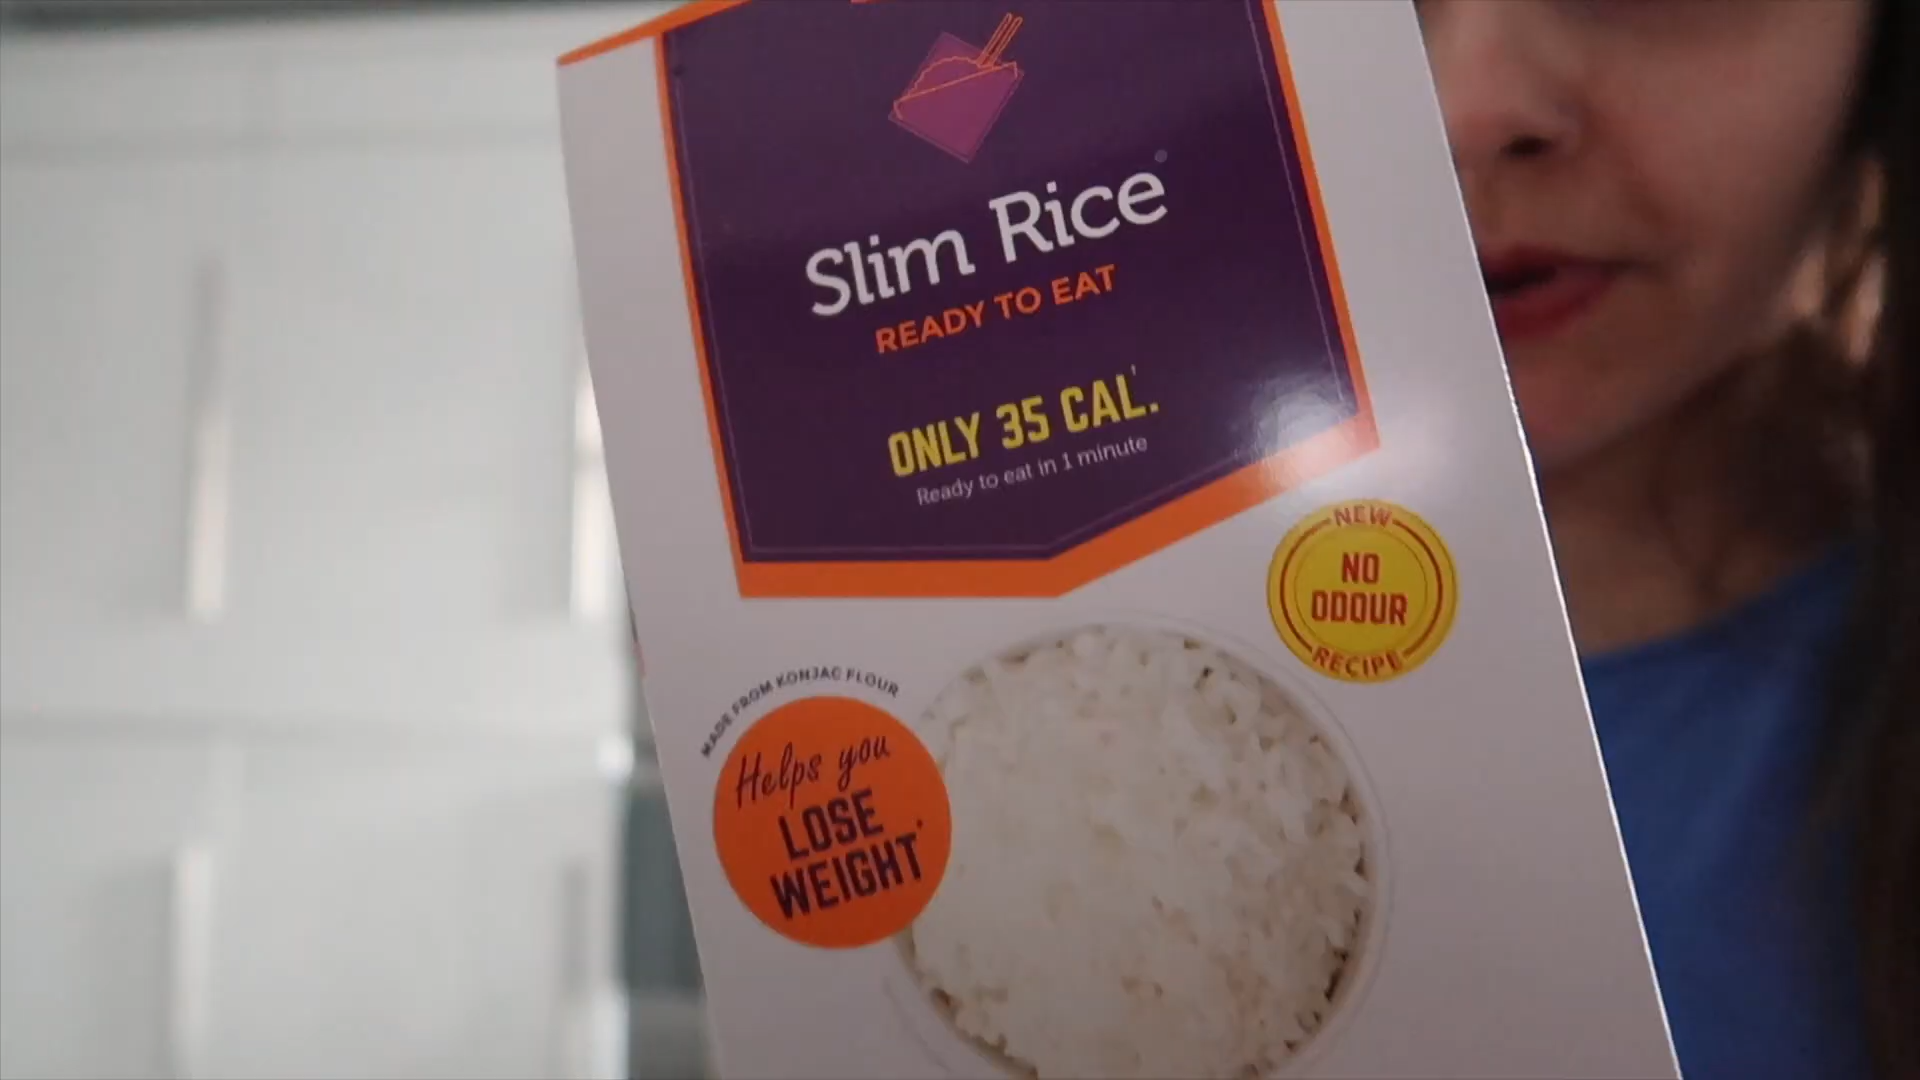 Slim Rice®
READY TO EAT
ONLY 35 CAL.
Ready to eat in 1 minute
NEW
NO
ODOUR
RECIPE
MADE FROM KONJAC FLOUR
Helps you
LOSE
WEIGHT